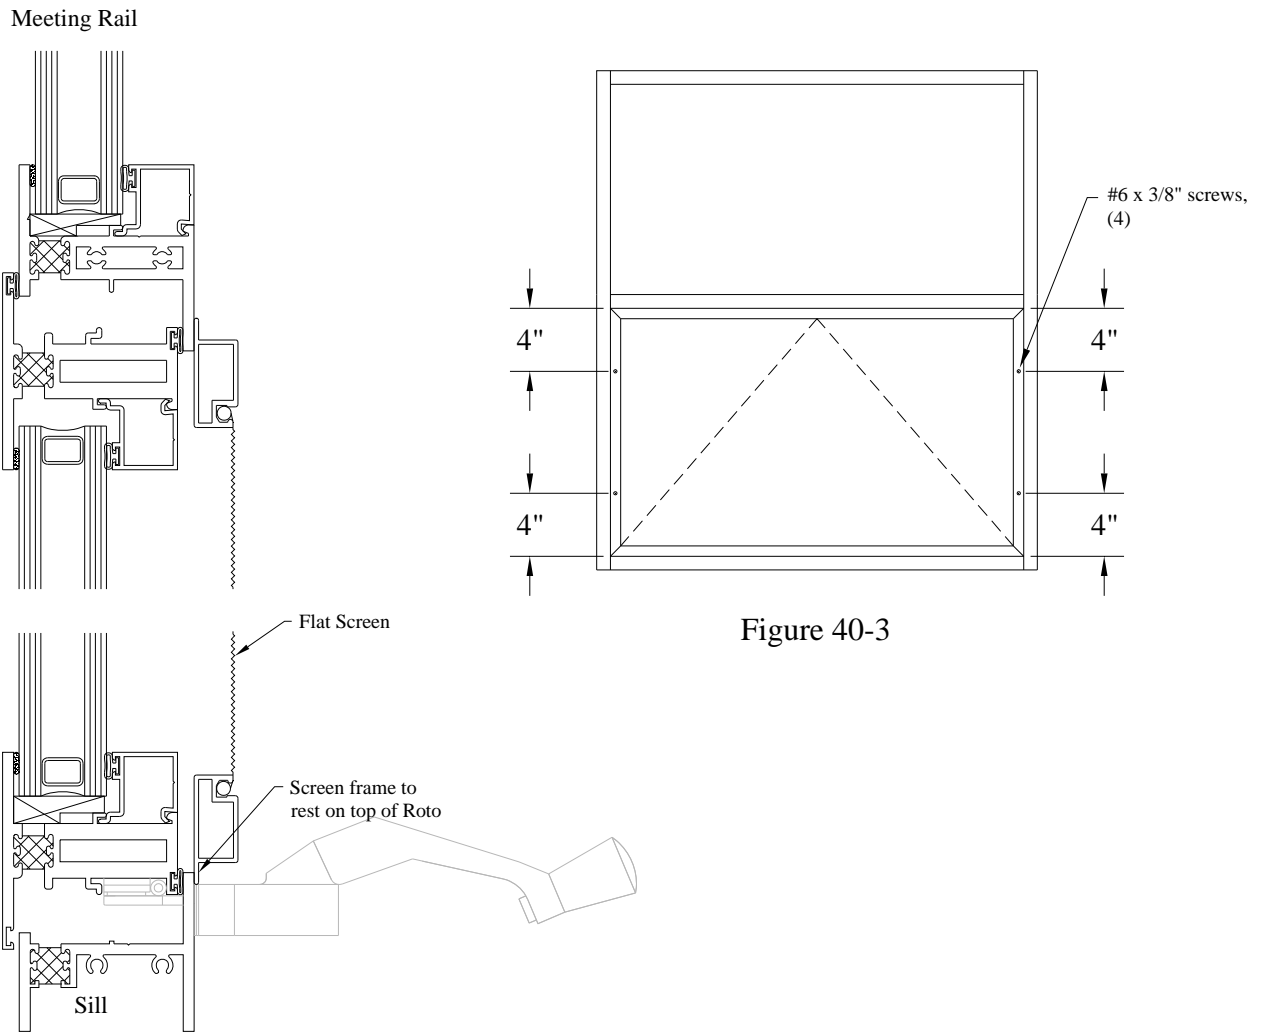 Meeting Rail
#6 x 3/8" screws,
(4)
4"
4"
4"
4"
Figure 40-3
Flat Screen
Screen frame to
rest on top of Roto
Sill